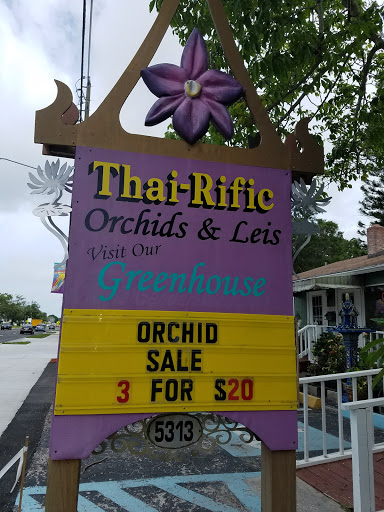 Thai-Rific
Orchids & Leis
Visit Our
Greenhouse
ORCHID
SALE
3 FOR $20
5313